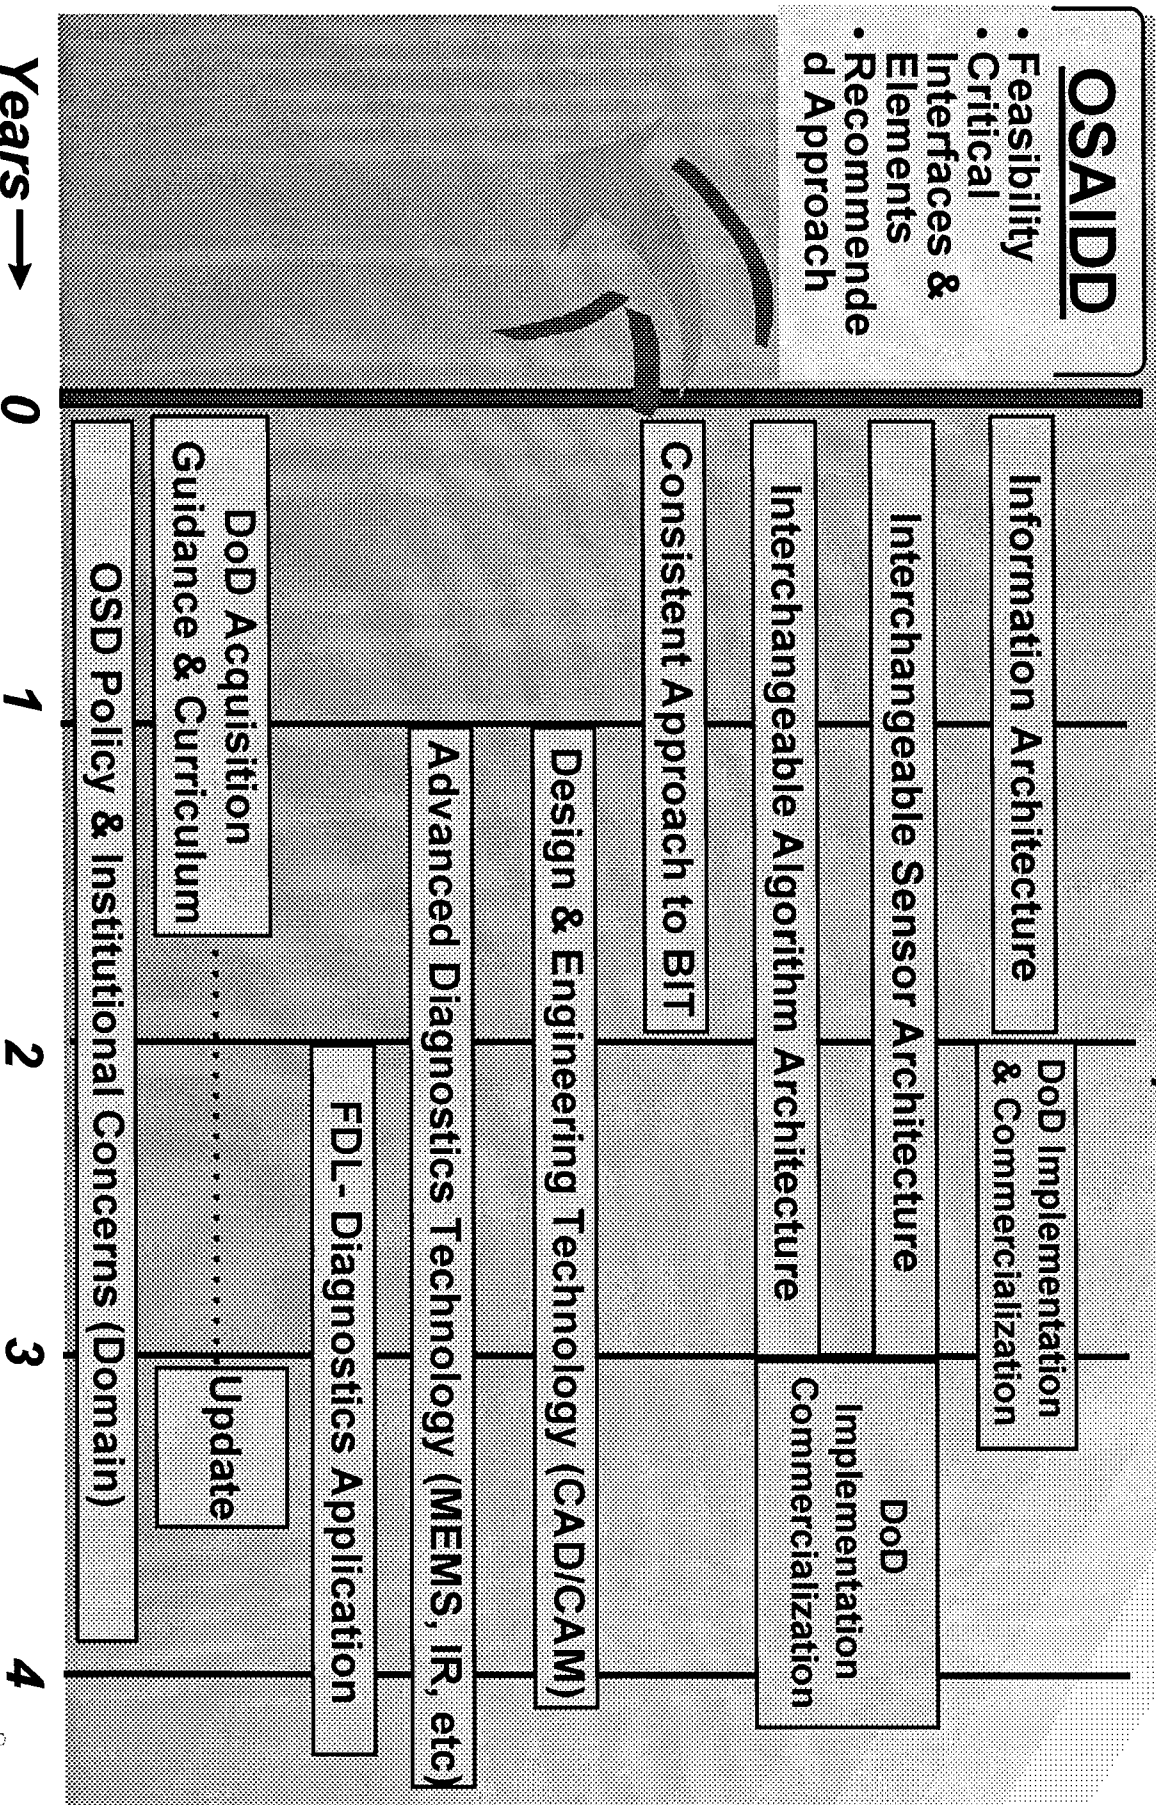 OSAIDD
• Feasibility
• Critical
Interfaces &
Elements
• Recommende
d Approach
Information Architecture
DoD Implementation
& Commercialization
Interchangeable Sensor Architecture
Interchangeable Algorithm Architecture
DoD
Implementation
Commercialization
Consistent Approach to BIT
Design & Engineering Technology (CAD/CAM)
Advanced Diagnostics Technology (MEMS, IR, etc)
FDL- Diagnostics Application
DoD Acquisition
Guidance & Curriculum
Update
OSD Policy & Institutional Concerns (Domain)
Years → 0 1 2 3 4